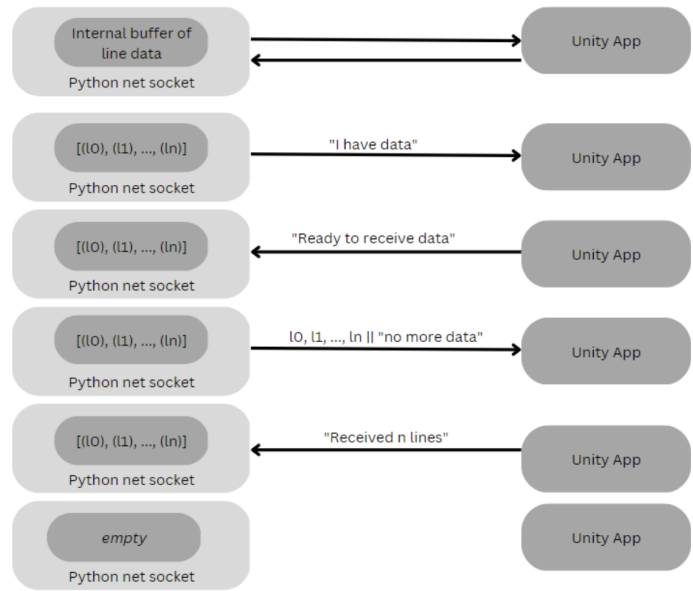 Internal buffer of
line data
Python net socket
Unity App
[(l0), (l1), ..., (ln)]
Python net socket
"I have data"
Unity App
[(l0), (l1), ..., (ln)]
Python net socket
"Ready to receive data"
Unity App
[(l0), (l1), ..., (ln)]
Python net socket
l0, l1, ..., ln || "no more data"
Unity App
[(l0), (l1), ..., (ln)]
Python net socket
"Received n lines"
Unity App
empty
Python net socket
Unity App